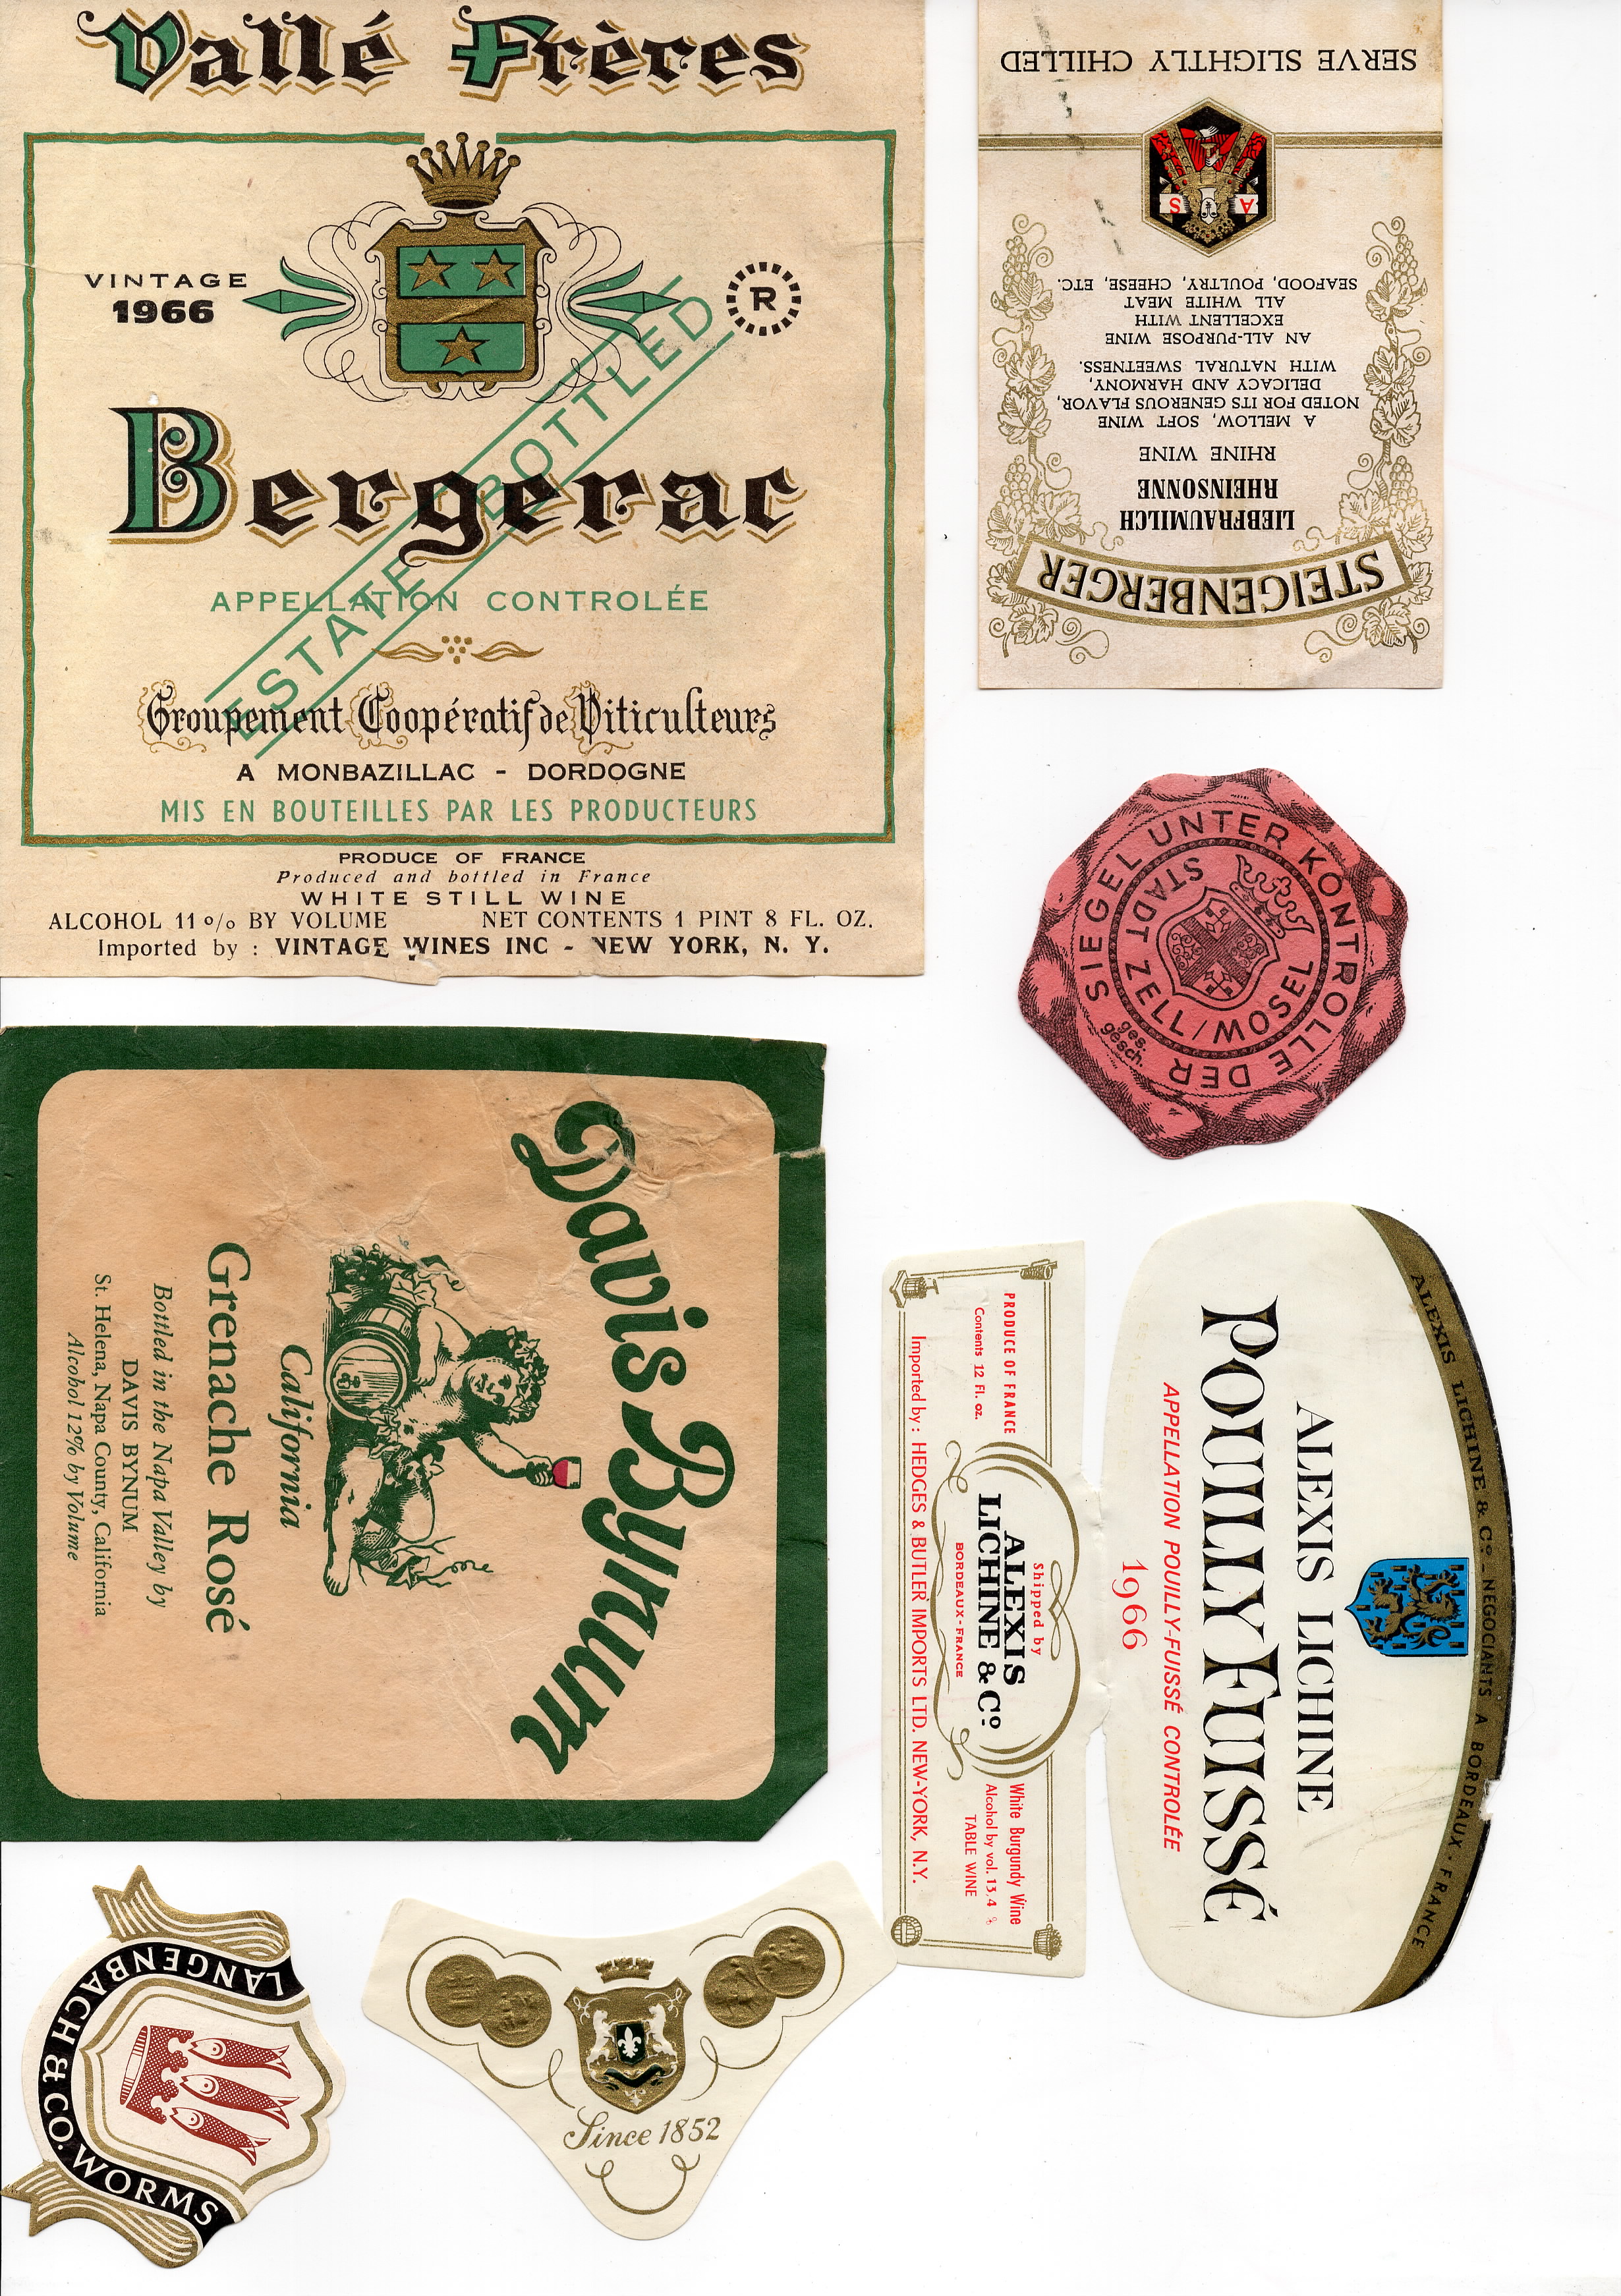 Vallé Frères
VINTAGE
1966
R
ESTATE BOTTLED
Bergerac
APPELLATION CONTROLÉE
Groupement Coopératif de Viticulteurs
A MONBAZILLAC - DORDOGNE
MIS EN BOUTEILLES PAR LES PRODUCTEURS
PRODUCE OF FRANCE
Produced and bottled in France
WHITE STILL WINE
ALCOHOL 11 o/o BY VOLUME NET CONTENTS 1 PINT 8 FL. OZ.
Imported by : VINTAGE WINES INC - NEW YORK, N. Y.
STEIGENBERGER
LIEBFRAUMILCH
RHEINSONNE
RHINE WINE
A MELLOW, SOFT WINE
NOTED FOR ITS GENEROUS FLAVOR,
DELICACY AND HARMONY,
WITH NATURAL SWEETNESS.
AN ALL-PURPOSE WINE
EXCELLENT WITH
ALL WHITE MEAT
SEAFOOD, POULTRY, CHEESE, ETC.
A S
SERVE SLIGHTLY CHILLED
SIEGEL UNTER KONTROLLE DER
STADT ZELL/MOSEL
ges.
gesch.
Davis Bynum
California
Grenache Rosé
Bottled in the Napa Valley by
DAVIS BYNUM
St. Helena, Napa County, California
Alcohol 12% by Volume
ALEXIS LICHINE & Co NEGOCIANTS A BORDEAUX - FRANCE
ALEXIS LICHINE
POUILLY FUISSÉ
APPELLATION POUILLY-FUISSÉ CONTROLÉE
1966
PRODUCE OF FRANCE
Contents 12 Fl. oz.
Shipped by
ALEXIS
LICHINE & Co
BORDEAUX - FRANCE
White Burgundy Wine
Alcohol by vol. 13,4 %
TABLE WINE
Imported by : HEDGES & BUTLER IMPORTS LTD. NEW-YORK, N.Y.
LANGENBACH & CO. WORMS
Since 1852